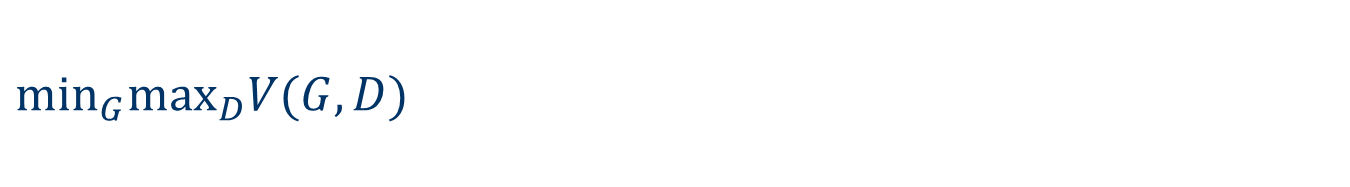 min_G max_D V(G, D)